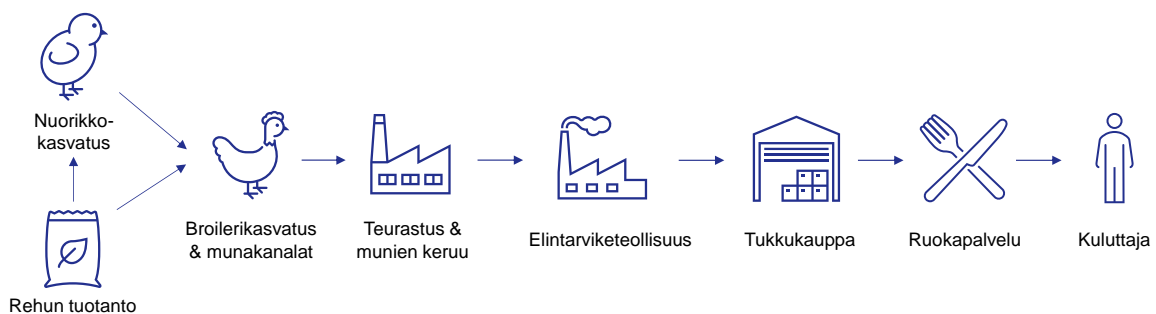 Nuorikko-
kasvatus
Rehun tuotanto
Broilerikasvatus
& munakanalat
Teurastus &
munien keruu
Elintarviketeollisuus
Tukkukauppa
Ruokapalvelu
Kuluttaja